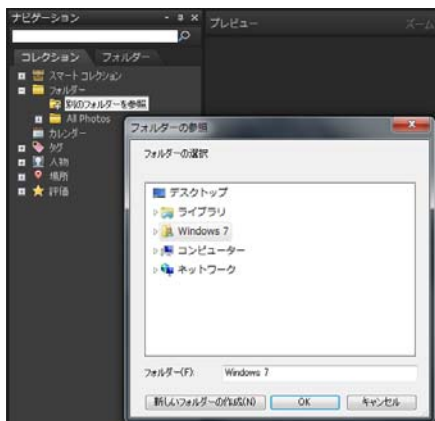 ナビゲーション
プレビュー
ズーム
コレクション フォルダー
スマート コレクション
フォルダー
別のフォルダーを参照
All Photos
カレンダー
タグ
人物
場所
評価
フォルダーの参照
フォルダーの選択
デスクトップ
ライブラリ
Windows 7
コンピューター
ネットワーク
フォルダー(F): Windows 7
新しいフォルダーの作成(N) OK キャンセル